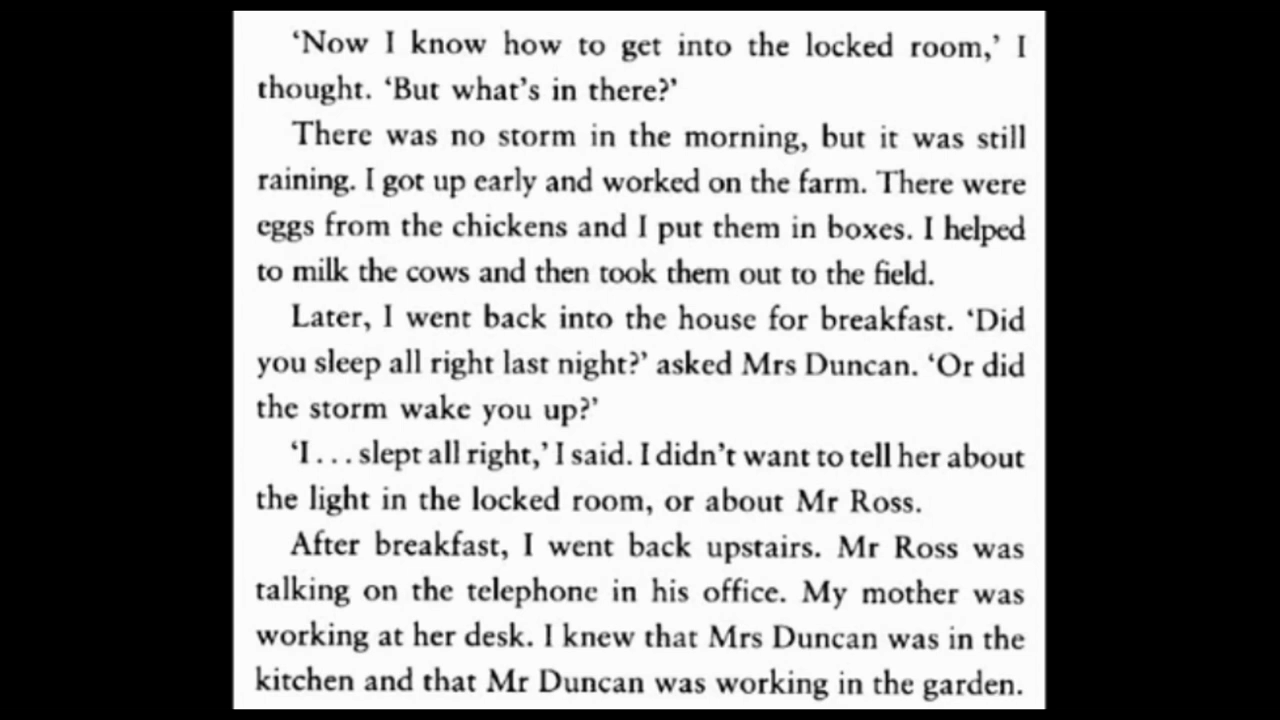 ‘Now I know how to get into the locked room,’ I
thought. ‘But what’s in there?’
There was no storm in the morning, but it was still
raining. I got up early and worked on the farm. There were
eggs from the chickens and I put them in boxes. I helped
to milk the cows and then took them out to the field.
Later, I went back into the house for breakfast. ‘Did
you sleep all right last night?’ asked Mrs Duncan. ‘Or did
the storm wake you up?’
‘I . . . slept all right,’ I said. I didn’t want to tell her about
the light in the locked room, or about Mr Ross.
After breakfast, I went back upstairs. Mr Ross was
talking on the telephone in his office. My mother was
working at her desk. I knew that Mrs Duncan was in the
kitchen and that Mr Duncan was working in the garden.